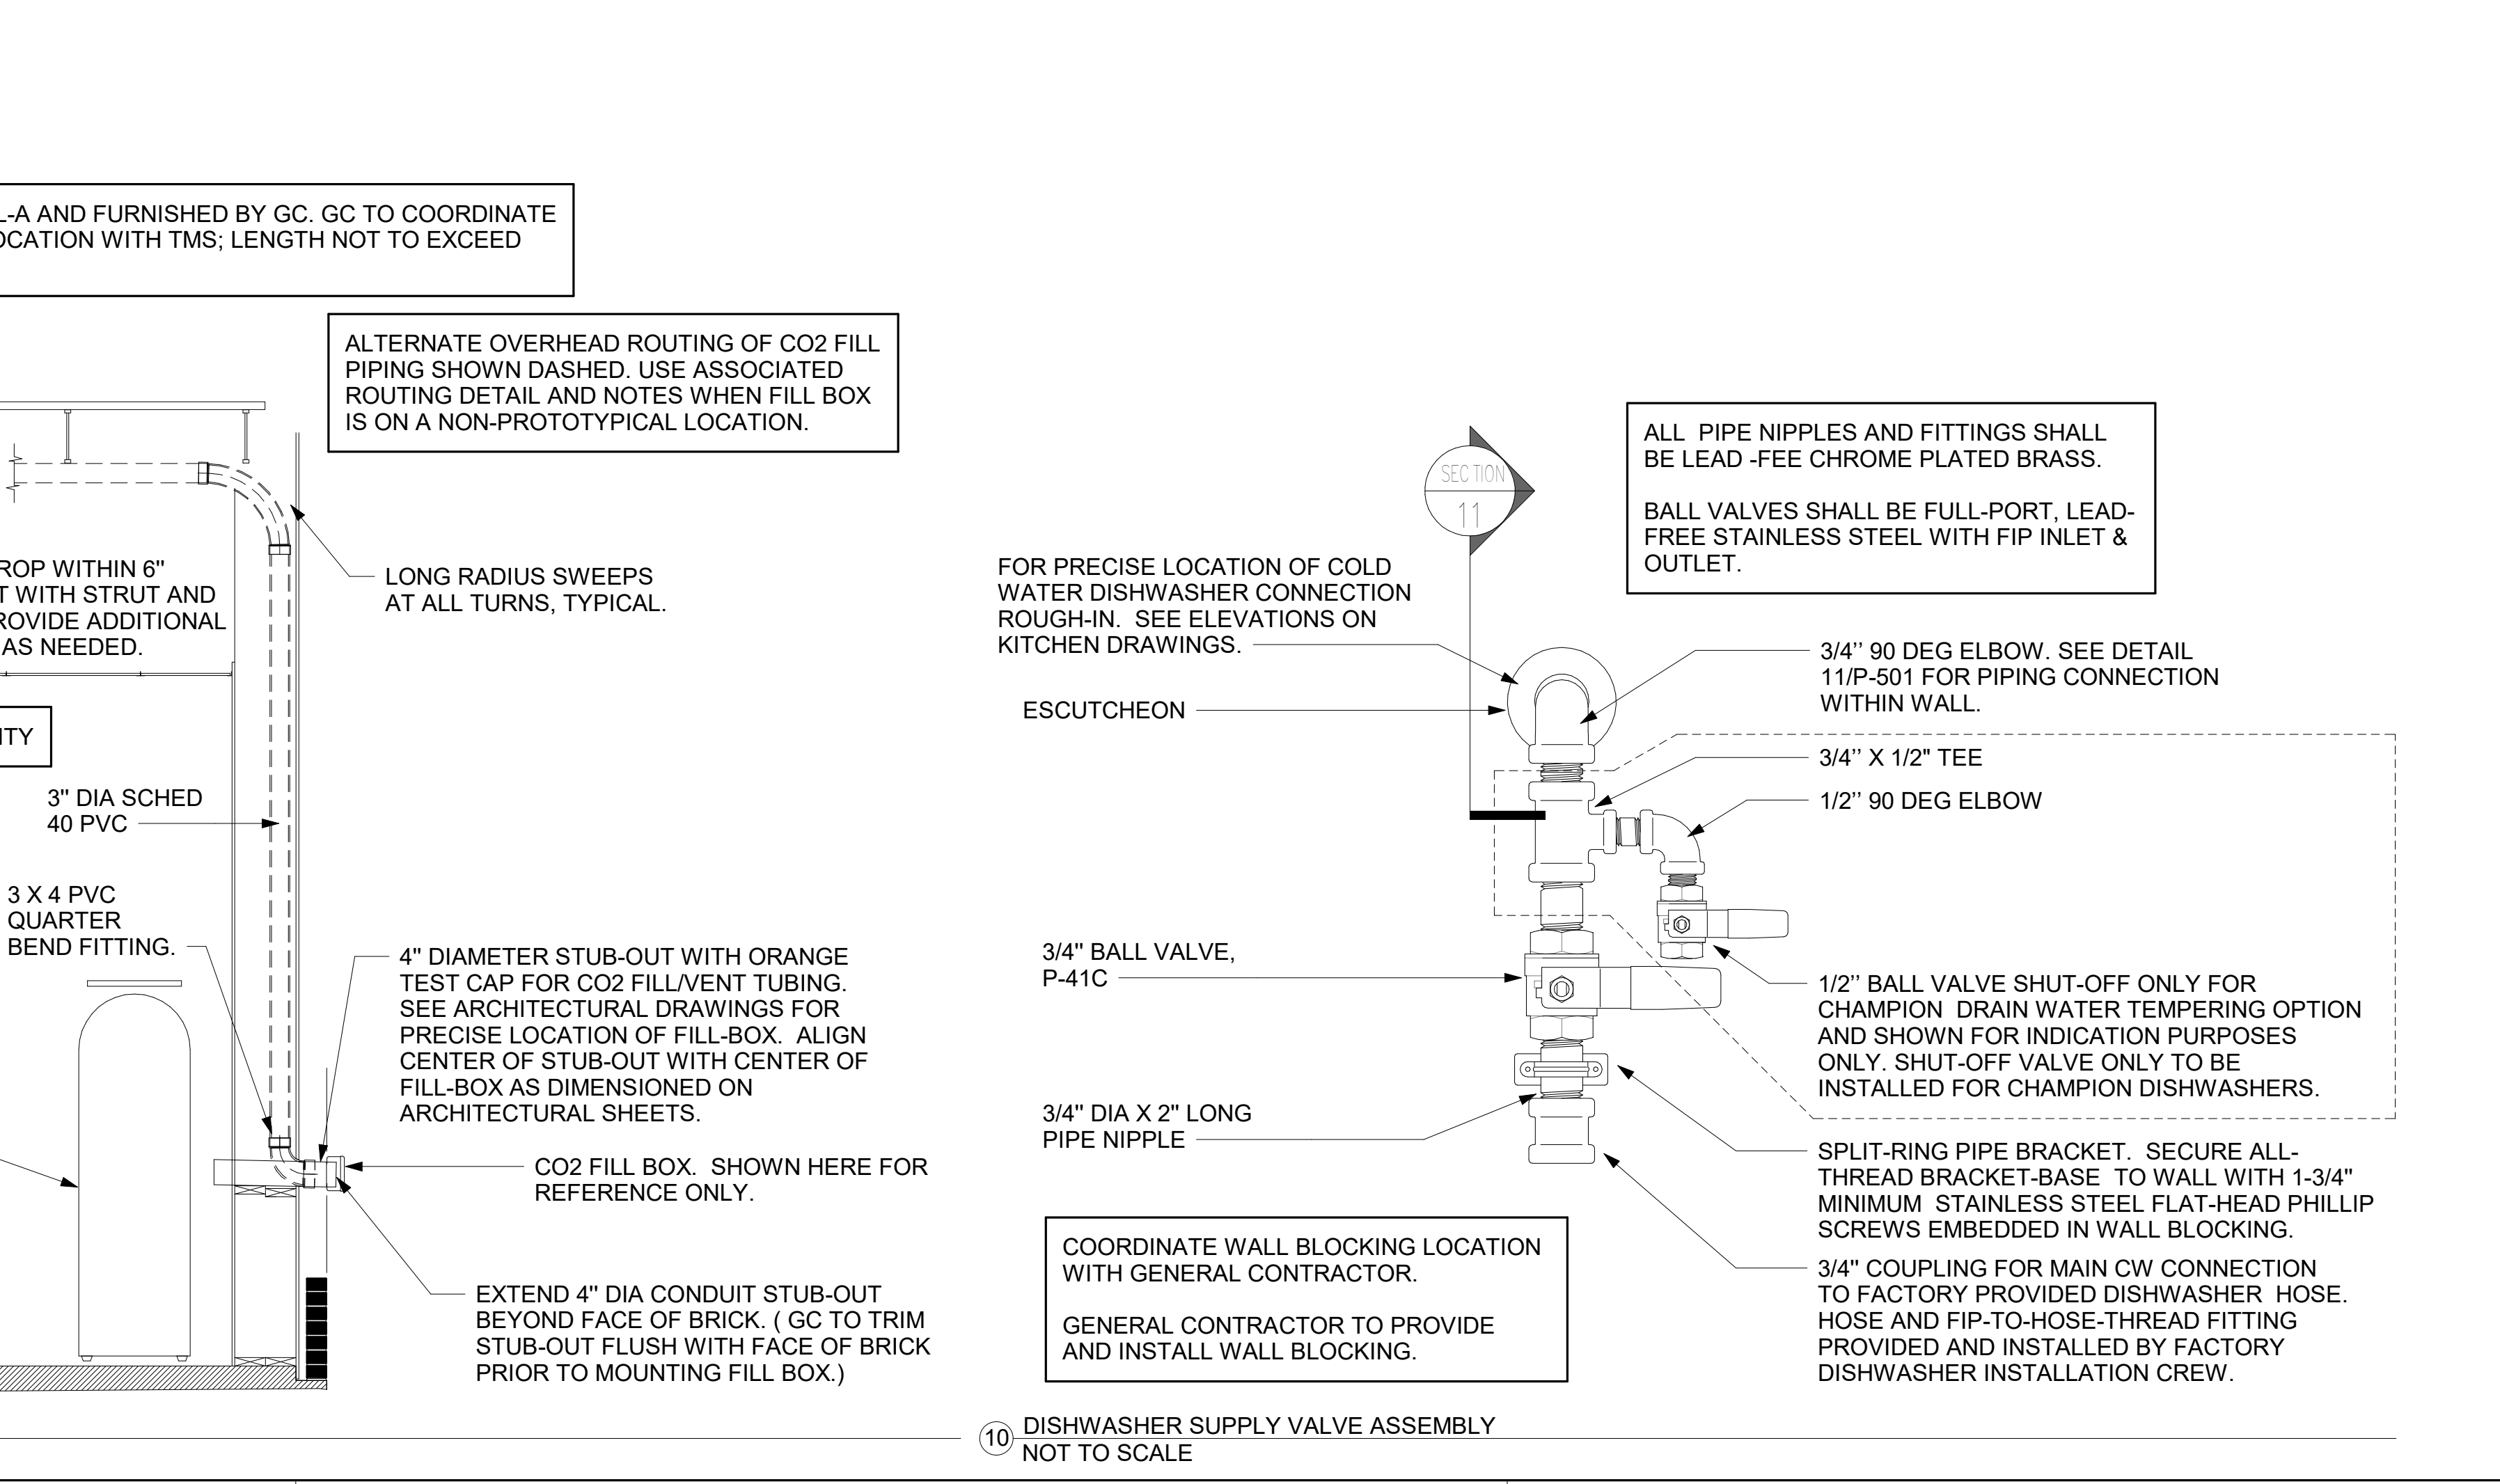 L-A AND FURNISHED BY GC. GC TO COORDINATE
OCATION WITH TMS; LENGTH NOT TO EXCEED
ALTERNATE OVERHEAD ROUTING OF CO2 FILL
PIPING SHOWN DASHED. USE ASSOCIATED
ROUTING DETAIL AND NOTES WHEN FILL BOX
IS ON A NON-PROTOTYPICAL LOCATION.
ROP WITHIN 6"
T WITH STRUT AND
ROVIDE ADDITIONAL
AS NEEDED.
LONG RADIUS SWEEPS
AT ALL TURNS, TYPICAL.
ITY
3" DIA SCHED
40 PVC
3 X 4 PVC
QUARTER
BEND FITTING.
4" DIAMETER STUB-OUT WITH ORANGE
TEST CAP FOR CO2 FILL/VENT TUBING.
SEE ARCHITECTURAL DRAWINGS FOR
PRECISE LOCATION OF FILL-BOX. ALIGN
CENTER OF STUB-OUT WITH CENTER OF
FILL-BOX AS DIMENSIONED ON
ARCHITECTURAL SHEETS.
CO2 FILL BOX. SHOWN HERE FOR
REFERENCE ONLY.
EXTEND 4" DIA CONDUIT STUB-OUT
BEYOND FACE OF BRICK. ( GC TO TRIM
STUB-OUT FLUSH WITH FACE OF BRICK
PRIOR TO MOUNTING FILL BOX.)
SECTION
11
ALL PIPE NIPPLES AND FITTINGS SHALL
BE LEAD -FEE CHROME PLATED BRASS.
BALL VALVES SHALL BE FULL-PORT, LEAD-
FREE STAINLESS STEEL WITH FIP INLET &
OUTLET.
FOR PRECISE LOCATION OF COLD
WATER DISHWASHER CONNECTION
ROUGH-IN. SEE ELEVATIONS ON
KITCHEN DRAWINGS.
ESCUTCHEON
3/4'' 90 DEG ELBOW. SEE DETAIL
11/P-501 FOR PIPING CONNECTION
WITHIN WALL.
3/4'' X 1/2" TEE
1/2'' 90 DEG ELBOW
3/4" BALL VALVE,
P-41C
1/2'' BALL VALVE SHUT-OFF ONLY FOR
CHAMPION DRAIN WATER TEMPERING OPTION
AND SHOWN FOR INDICATION PURPOSES
ONLY. SHUT-OFF VALVE ONLY TO BE
INSTALLED FOR CHAMPION DISHWASHERS.
3/4" DIA X 2" LONG
PIPE NIPPLE
SPLIT-RING PIPE BRACKET. SECURE ALL-
THREAD BRACKET-BASE TO WALL WITH 1-3/4"
MINIMUM STAINLESS STEEL FLAT-HEAD PHILLIP
SCREWS EMBEDDED IN WALL BLOCKING.
COORDINATE WALL BLOCKING LOCATION
WITH GENERAL CONTRACTOR.
GENERAL CONTRACTOR TO PROVIDE
AND INSTALL WALL BLOCKING.
3/4" COUPLING FOR MAIN CW CONNECTION
TO FACTORY PROVIDED DISHWASHER HOSE.
HOSE AND FIP-TO-HOSE-THREAD FITTING
PROVIDED AND INSTALLED BY FACTORY
DISHWASHER INSTALLATION CREW.
10 DISHWASHER SUPPLY VALVE ASSEMBLY
NOT TO SCALE